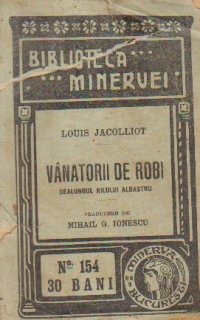 BIBLIOTECA
MINERVEI
LOUIS JACOLLIOT
VÂNATORII DE ROBI
DEALUNGUL NILULUI ALBASTRU
TRADUCERE DE
MIHAIL G. IONESCU
No. 154
30 BANI
MINERVA
BUCUREŞCI